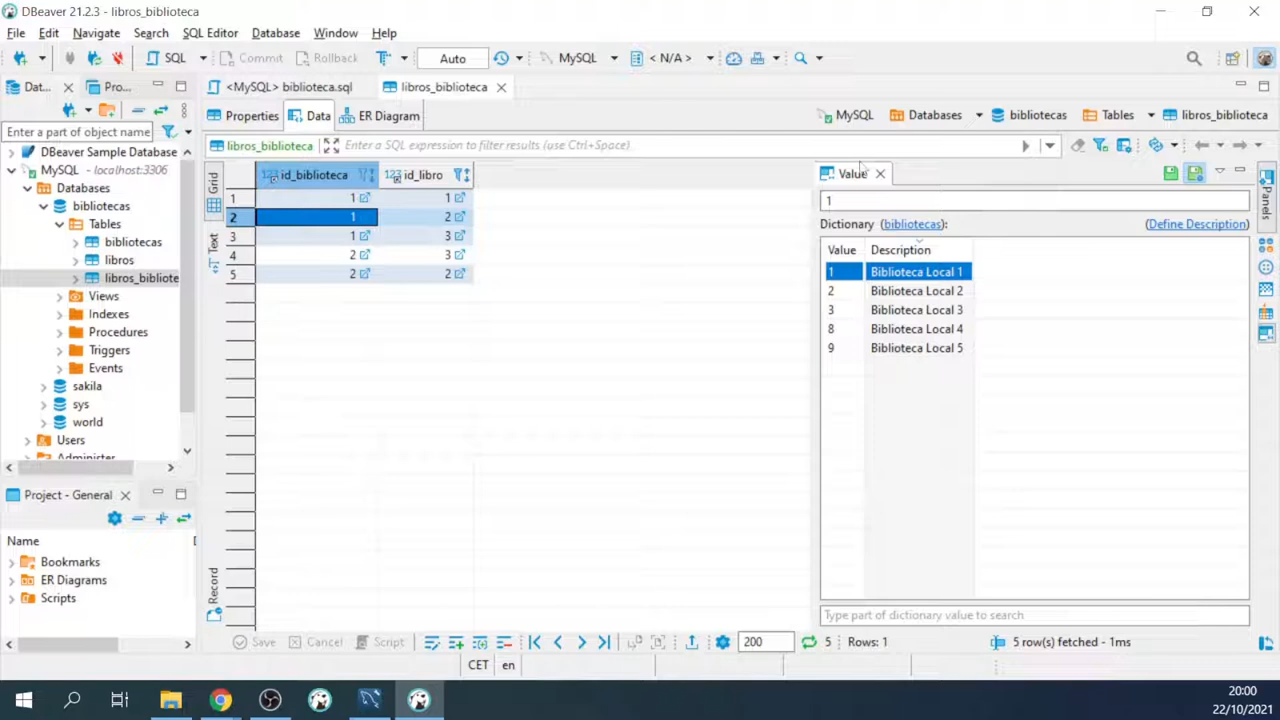 DBeaver 21.2.3 - libros_biblioteca
File Edit Navigate Search SQL Editor Database Window Help
SQL Commit Rollback Auto MySQL < N/A >
Dat... Pro... <MySQL> biblioteca.sql libros_biblioteca
Properties Data ER Diagram MySQL Databases bibliotecas Tables libros_biblioteca
Enter a part of object name libros_biblioteca Enter a SQL expression to filter results (use Ctrl+Space)
DBeaver Sample Database
MySQL - localhost:3306
Databases
bibliotecas
Tables
bibliotecas
libros
libros_bibliote
Views
Indexes
Procedures
Triggers
Events
sakila
sys
world
Users
Administer
Project - General
Name D
Bookmarks
ER Diagrams
Scripts
Grid
Text
Record
123 id_biblioteca 123 id_libro
1 1 1
2 1 2
3 1 3
4 2 3
5 2 2
Value
1
Dictionary (bibliotecas): (Define Description)
Value Description
1 Biblioteca Local 1
2 Biblioteca Local 2
3 Biblioteca Local 3
8 Biblioteca Local 4
9 Biblioteca Local 5
Type part of dictionary value to search
Panels
Save Cancel Script 200 5 Rows: 1 5 row(s) fetched - 1ms
CET en
20:00
22/10/2021